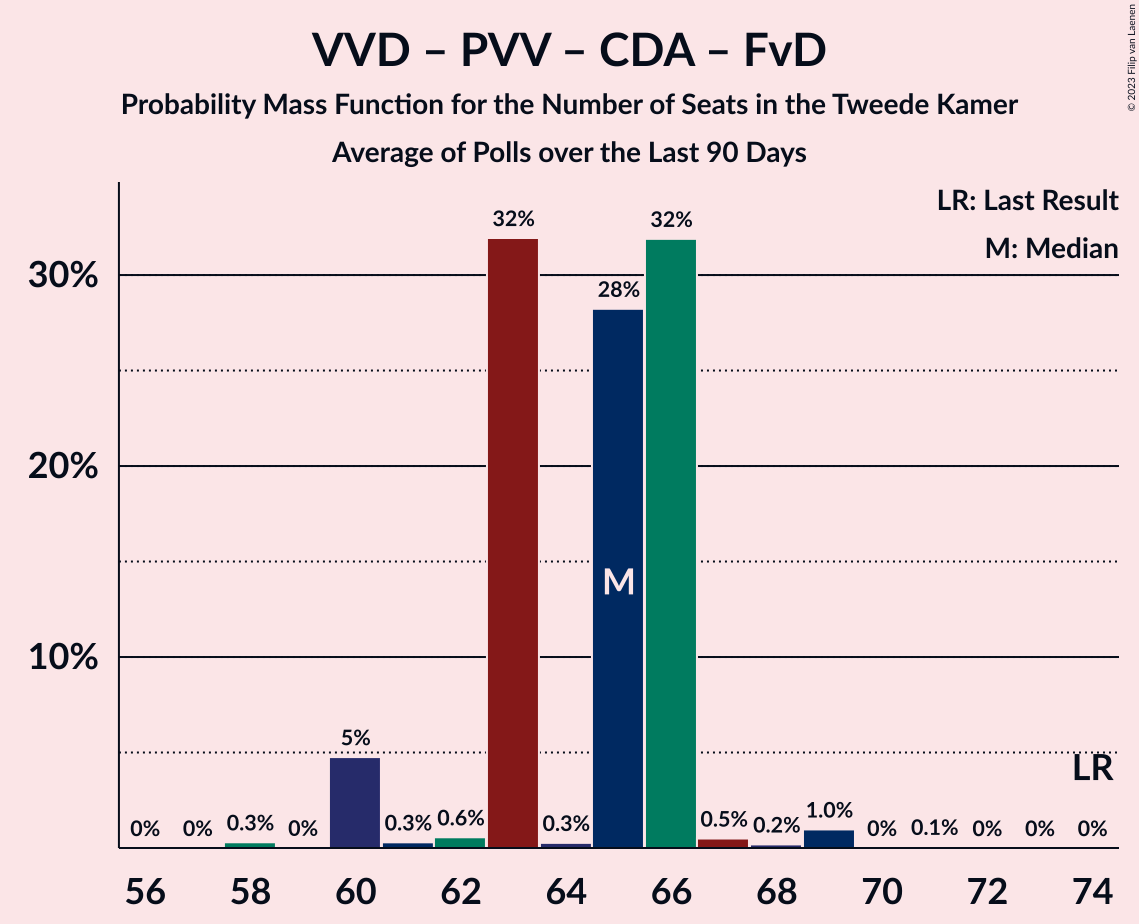 VVD – PVV – CDA – FvD
Probability Mass Function for the Number of Seats in the Tweede Kamer
Average of Polls over the Last 90 Days
© 2023 Filip van Laenen
LR: Last Result
M: Median
30%
20%
10%
0% 0% 0.3% 0% 5% 0.3% 0.6% 32% 0.3% 28% 32% 0.5% 0.2% 1.0% 0% 0.1% 0% 0% 0%
M
LR
56 58 60 62 64 66 68 70 72 74